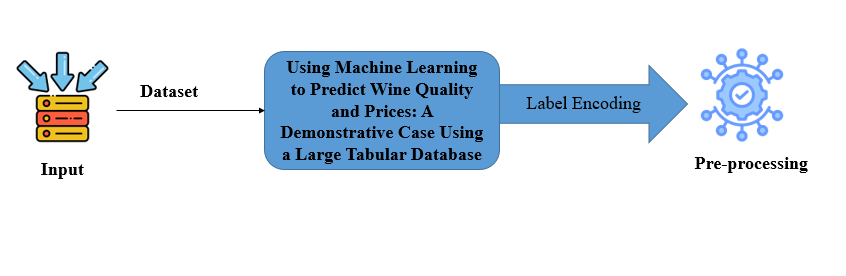 Dataset
Input
Using Machine Learning
to Predict Wine Quality
and Prices: A
Demonstrative Case Using
a Large Tabular Database
Label Encoding
Pre-processing